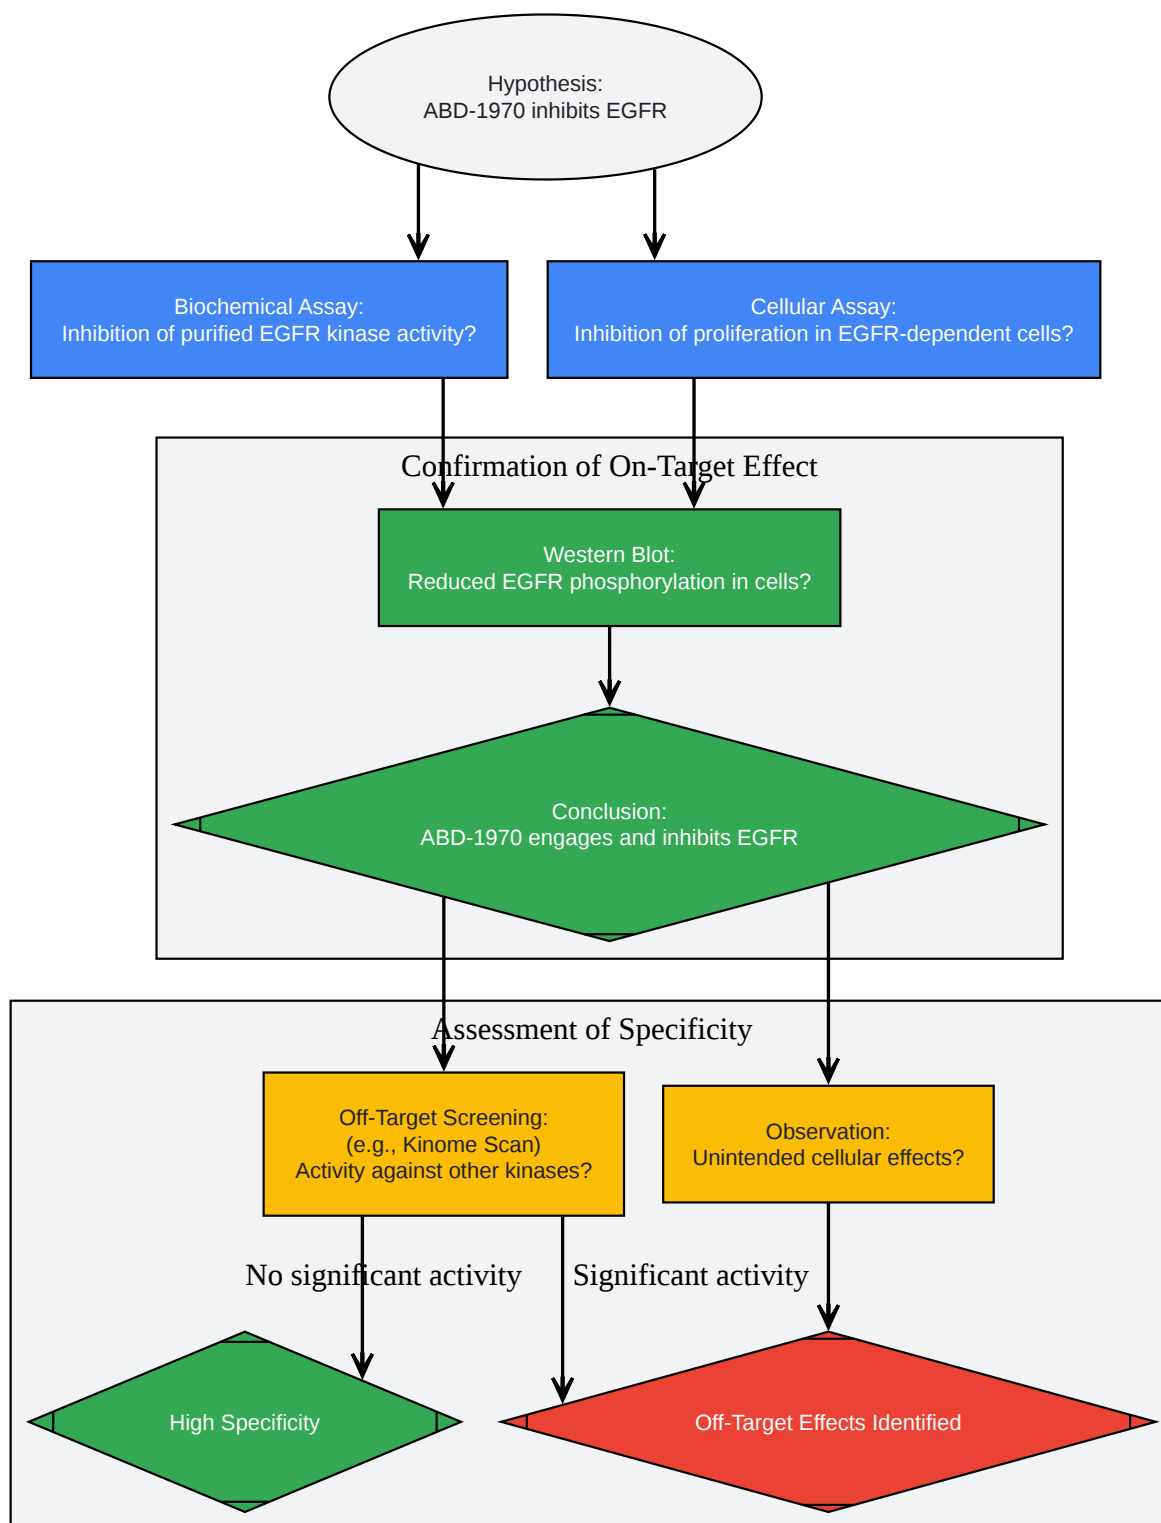 Hypothesis:
ABD-1970 inhibits EGFR
Biochemical Assay:
Inhibition of purified EGFR kinase activity?
Cellular Assay:
Inhibition of proliferation in EGFR-dependent cells?
Confirmation of On-Target Effect
Western Blot:
Reduced EGFR phosphorylation in cells?
Conclusion:
ABD-1970 engages and inhibits EGFR
Assessment of Specificity
Off-Target Screening:
(e.g., Kinome Scan)
Activity against other kinases?
Observation:
Unintended cellular effects?
No significant activity
Significant activity
High Specificity
Off-Target Effects Identified